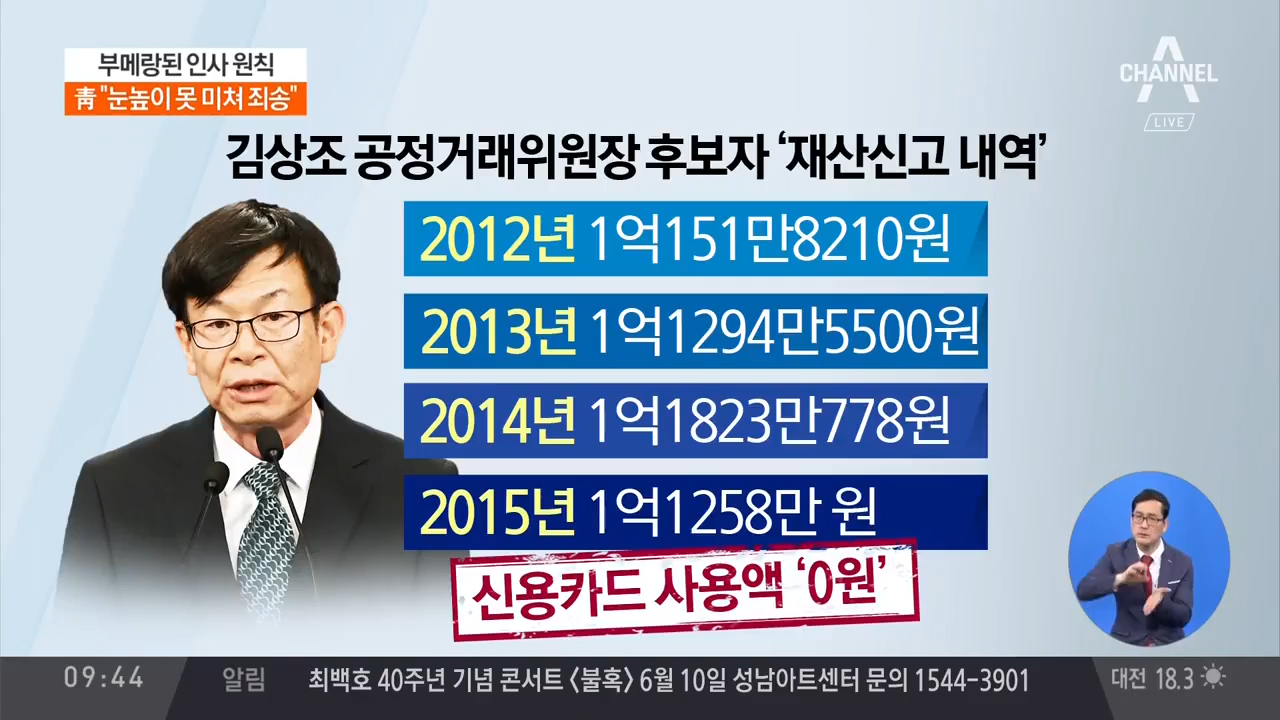 부메랑된 인사 원칙
靑 "눈높이 못 미쳐 죄송"
CHANNEL A
LIVE
김상조 공정거래위원장 후보자 ‘재산신고 내역’
2012년 1억151만8210원
2013년 1억1294만5500원
2014년 1억1823만778원
2015년 1억1258만 원
신용카드 사용액 ‘0원’
09:44 알림 최백호 40주년 기념 콘서트 <불혹> 6월 10일 성남아트센터 문의 1544-3901 대전 18.3